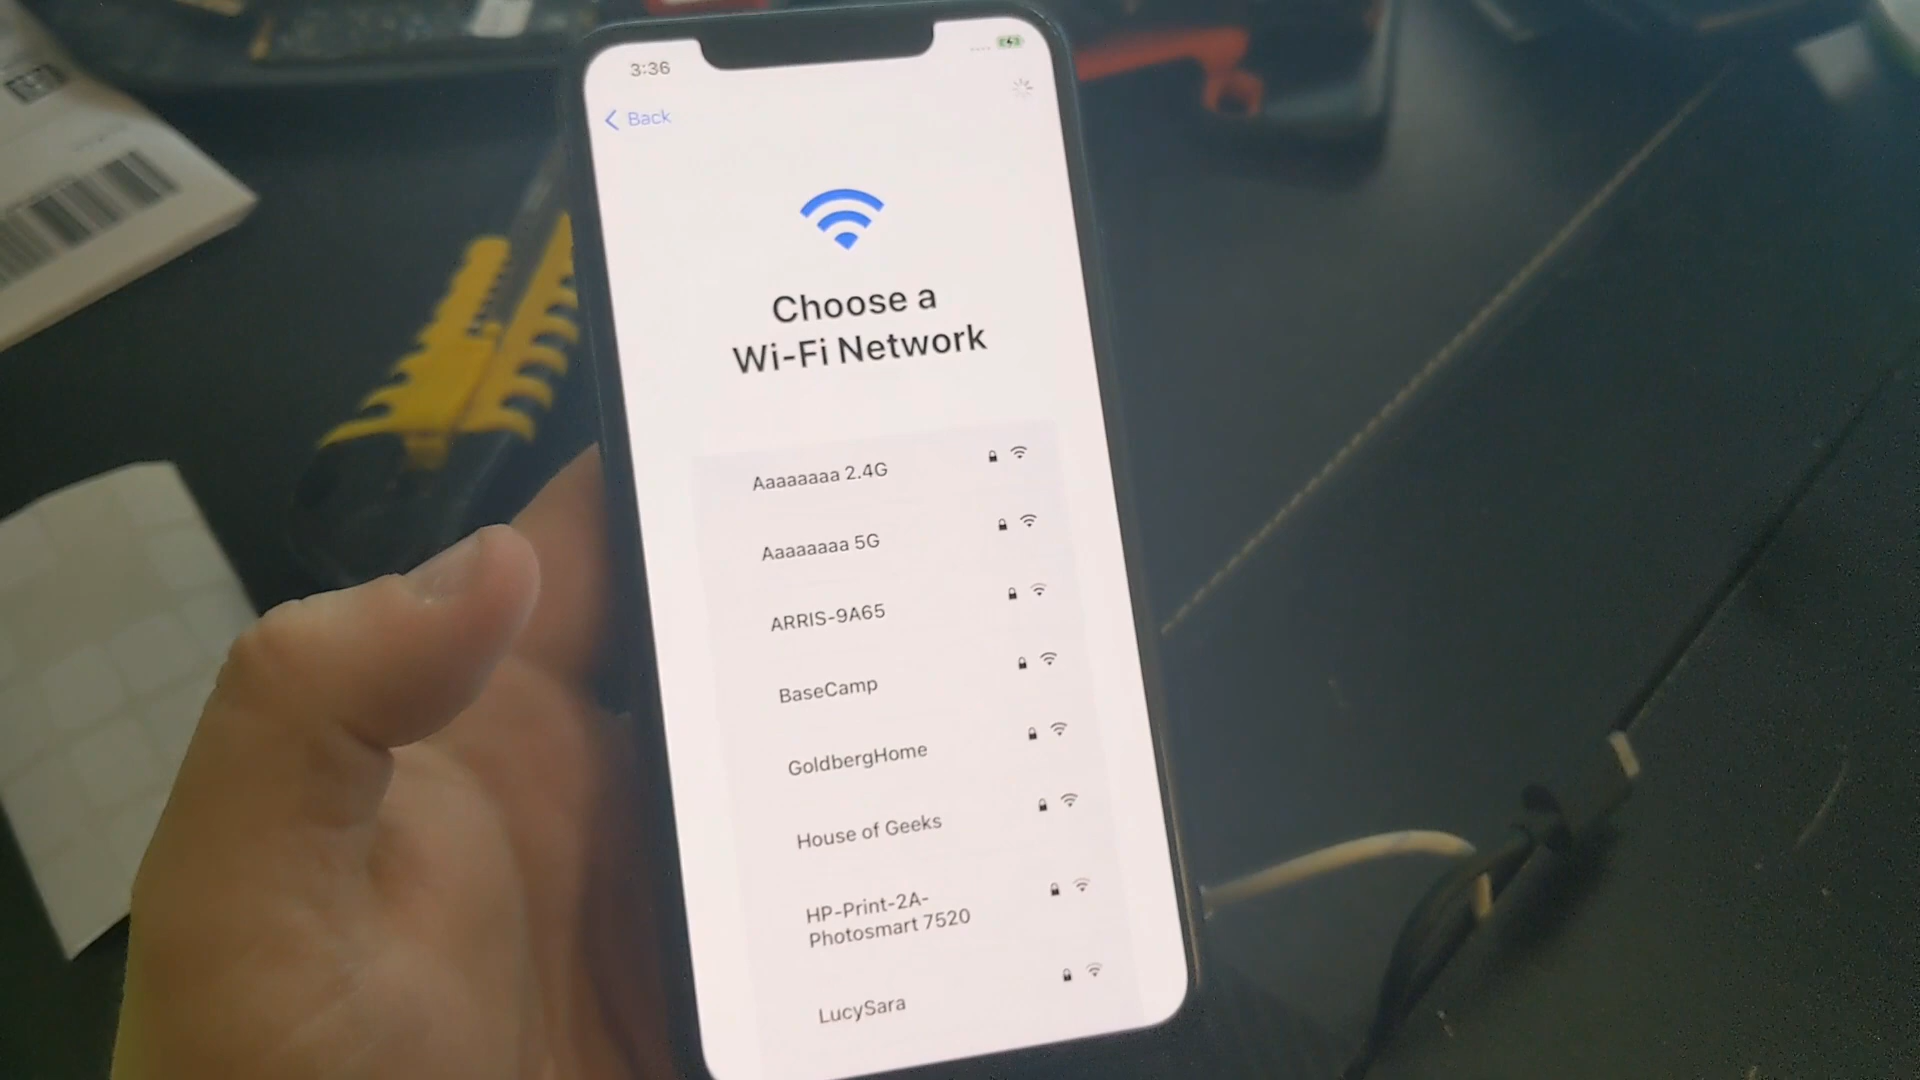 3:36
Back
Choose a
Wi-Fi Network
Aaaaaaaa 2.4G
Aaaaaaaa 5G
ARRIS-9A65
BaseCamp
GoldbergHome
House of Geeks
HP-Print-2A-
Photosmart 7520
LucySara